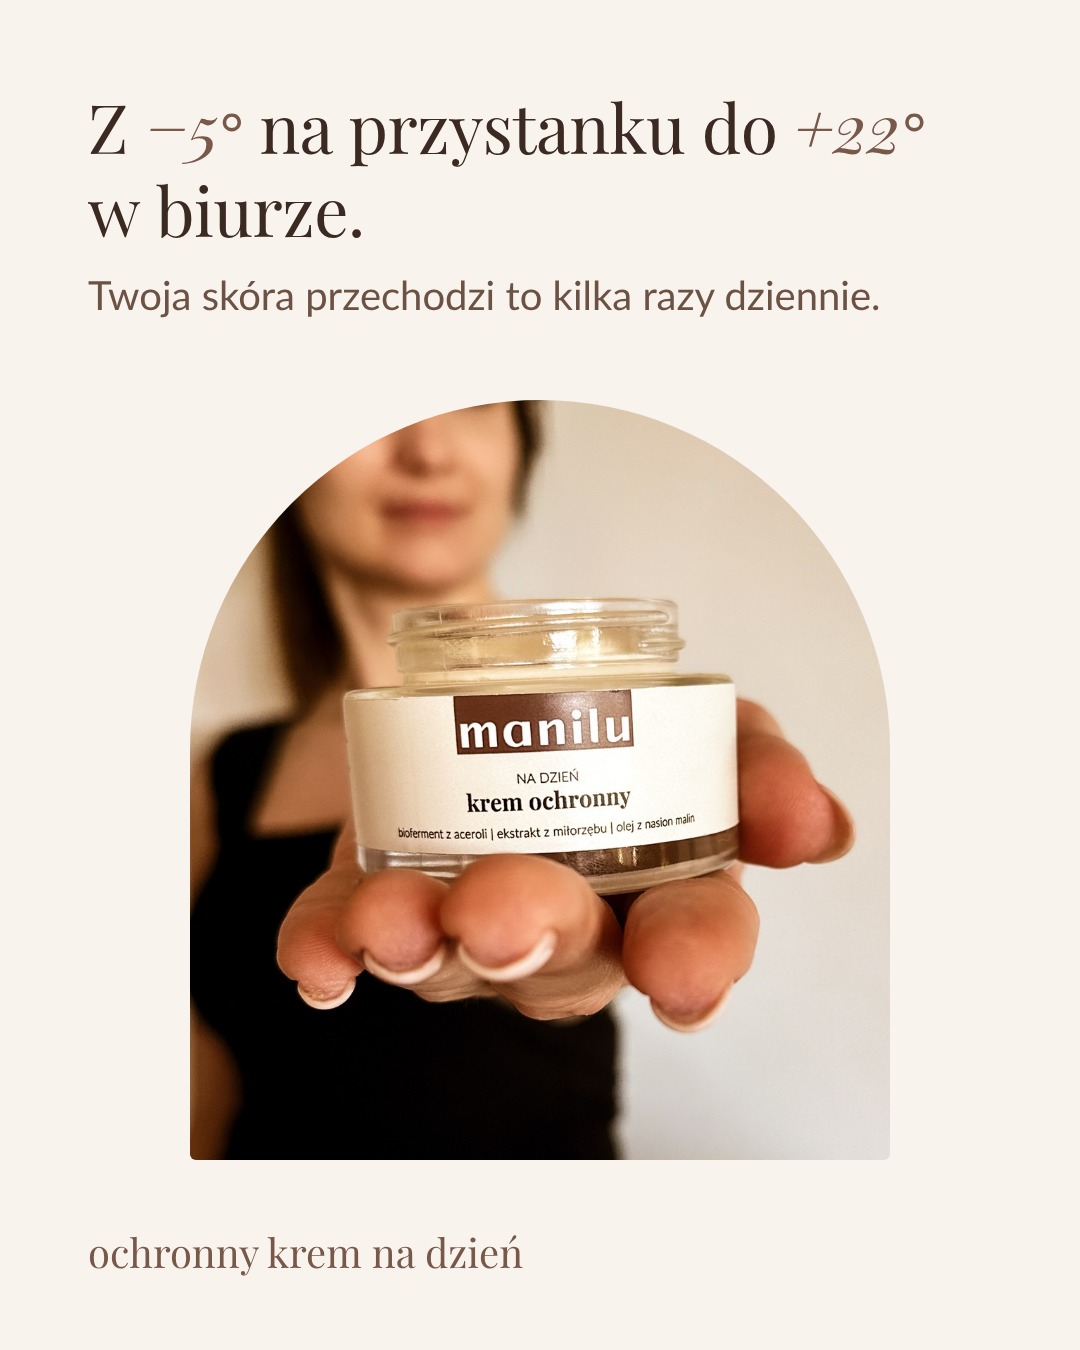 Z −5° na przystanku do +22°
w biurze.
Twoja skóra przechodzi to kilka razy dziennie.
manilu
NA DZIEŃ
krem ochronny
bioferment z aceroli | ekstrakt z miłorzębu | olej z nasion malin
ochronny krem na dzień